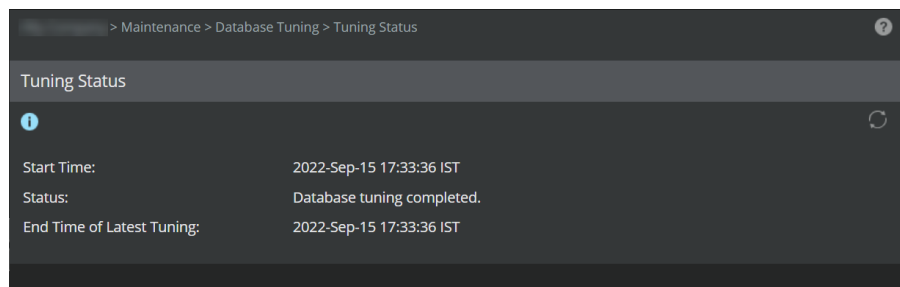 > Maintenance > Database Tuning > Tuning Status
Tuning Status
Start Time: 2022-Sep-15 17:33:36 IST
Status: Database tuning completed.
End Time of Latest Tuning: 2022-Sep-15 17:33:36 IST